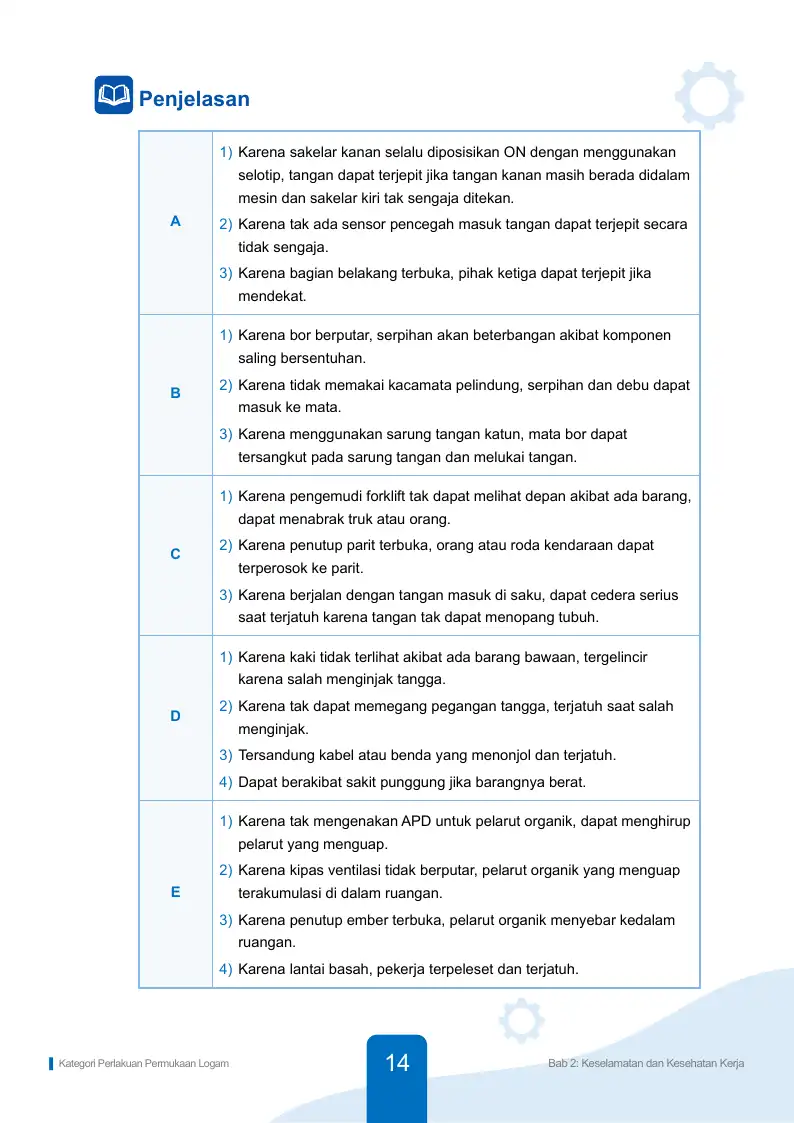 Penjelasan
A
1) Karena sakelar kanan selalu diposisikan ON dengan menggunakan
selotip, tangan dapat terjepit jika tangan kanan masih berada didalam
mesin dan sakelar kiri tak sengaja ditekan.
2) Karena tak ada sensor pencegah masuk tangan dapat terjepit secara
tidak sengaja.
3) Karena bagian belakang terbuka, pihak ketiga dapat terjepit jika
mendekat.
B
1) Karena bor berputar, serpihan akan beterbangan akibat komponen
saling bersentuhan.
2) Karena tidak memakai kacamata pelindung, serpihan dan debu dapat
masuk ke mata.
3) Karena menggunakan sarung tangan katun, mata bor dapat
tersangkut pada sarung tangan dan melukai tangan.
C
1) Karena pengemudi forklift tak dapat melihat depan akibat ada barang,
dapat menabrak truk atau orang.
2) Karena penutup parit terbuka, orang atau roda kendaraan dapat
terperosok ke parit.
3) Karena berjalan dengan tangan masuk di saku, dapat cedera serius
saat terjatuh karena tangan tak dapat menopang tubuh.
D
1) Karena kaki tidak terlihat akibat ada barang bawaan, tergelincir
karena salah menginjak tangga.
2) Karena tak dapat memegang pegangan tangga, terjatuh saat salah
menginjak.
3) Tersandung kabel atau benda yang menonjol dan terjatuh.
4) Dapat berakibat sakit punggung jika barangnya berat.
E
1) Karena tak mengenakan APD untuk pelarut organik, dapat menghirup
pelarut yang menguap.
2) Karena kipas ventilasi tidak berputar, pelarut organik yang menguap
terakumulasi di dalam ruangan.
3) Karena penutup ember terbuka, pelarut organik menyebar kedalam
ruangan.
4) Karena lantai basah, pekerja terpeleset dan terjatuh.
Kategori Perlakuan Permukaan Logam
14
Bab 2: Keselamatan dan Kesehatan Kerja